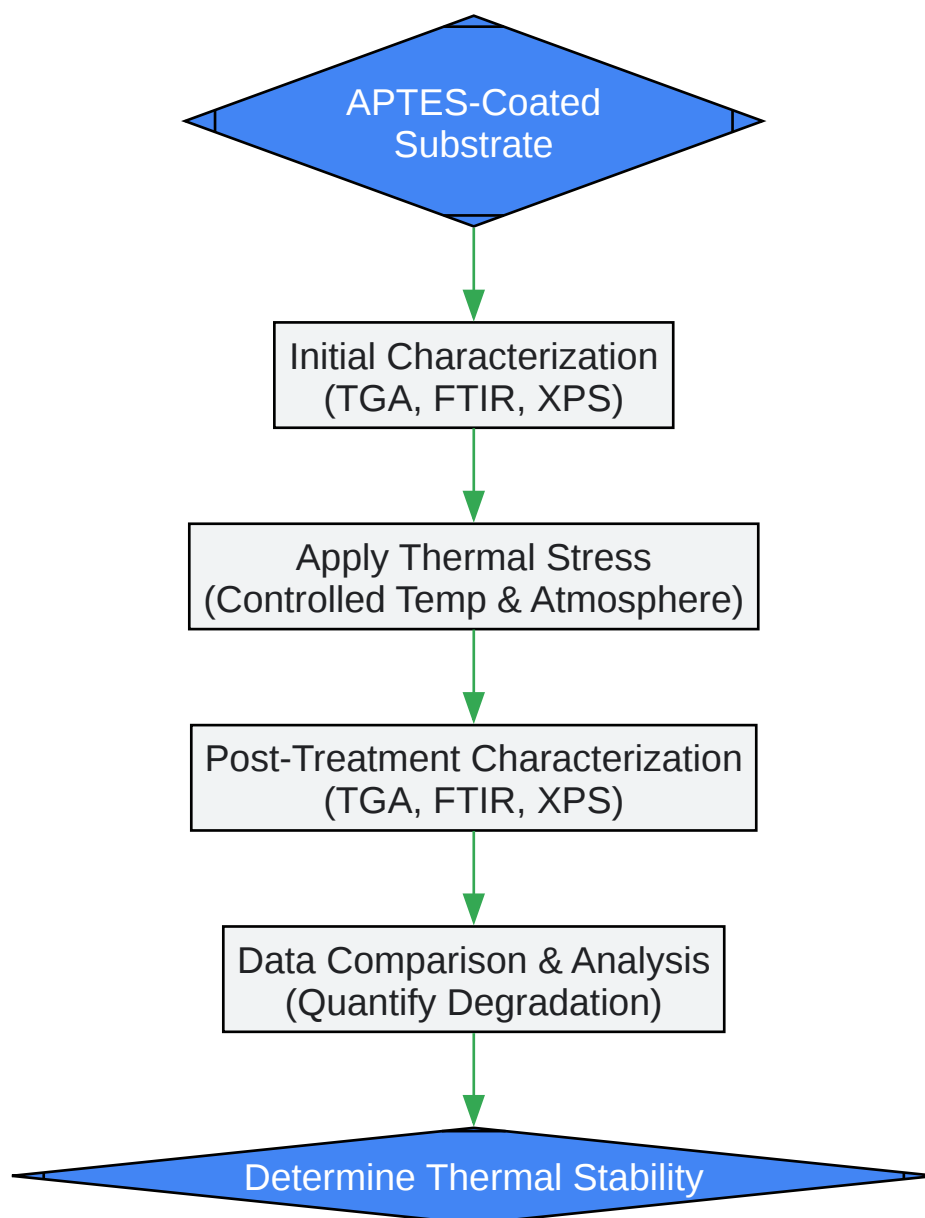 APTES-Coated
Substrate
Initial Characterization
(TGA, FTIR, XPS)
Apply Thermal Stress
(Controlled Temp & Atmosphere)
Post-Treatment Characterization
(TGA, FTIR, XPS)
Data Comparison & Analysis
(Quantify Degradation)
Determine Thermal Stability